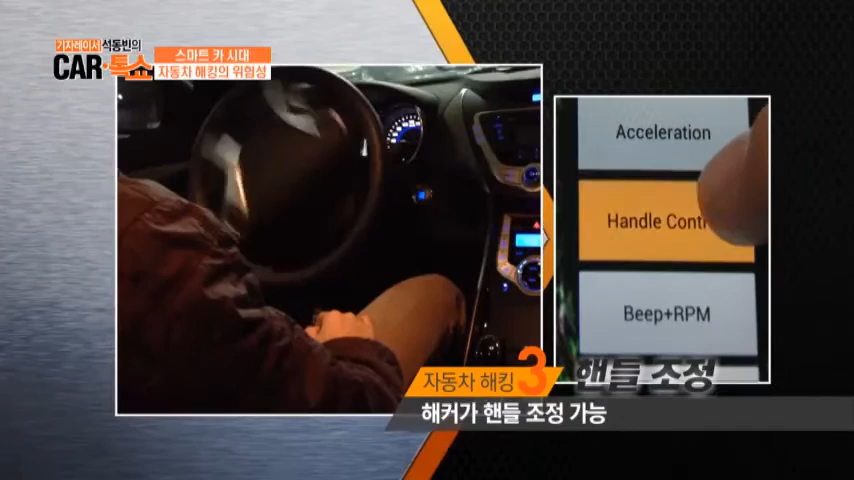 기자레이서 석동빈의
CAR·톡쇼
스마트 카 시대
자동차 해킹의 위험성
Acceleration
Handle Contr
Beep+RPM
자동차 해킹 3 핸들 조정
해커가 핸들 조정 가능